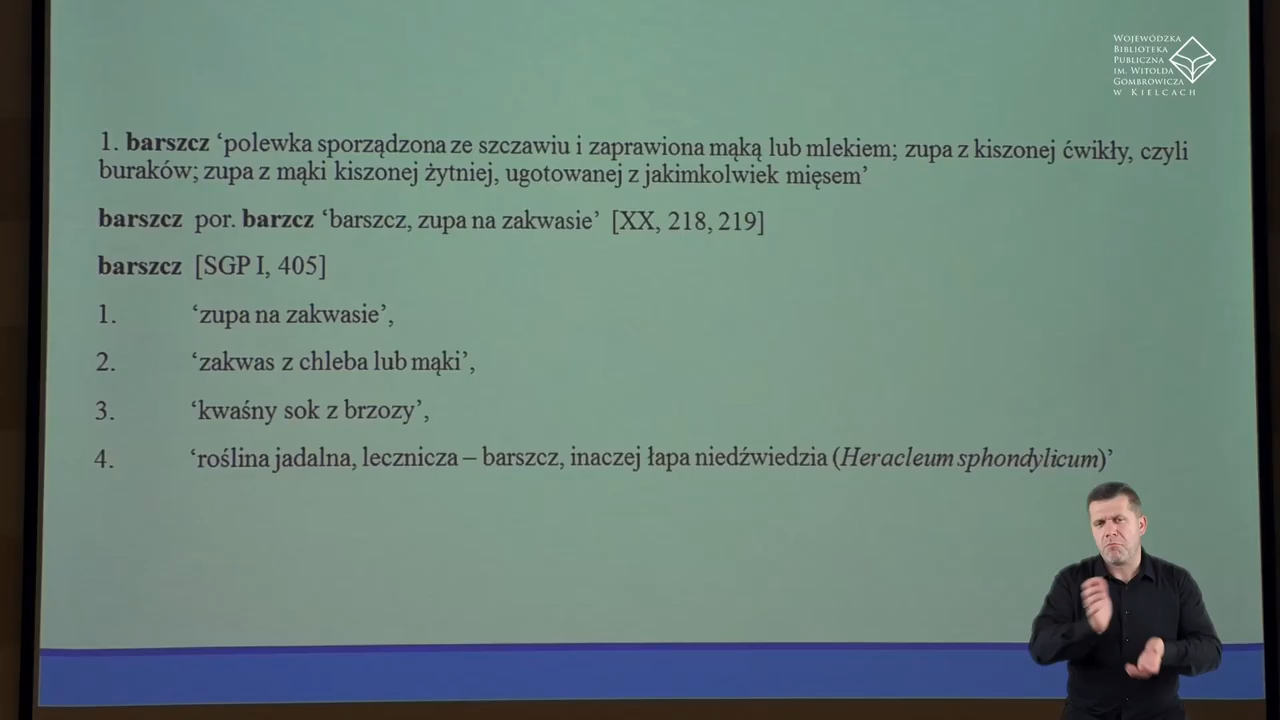 WOJEWÓDZKA
BIBLIOTEKA
PUBLICZNA
IM. WITOLDA
GOMBROWICZA
W KIELCACH
1. barszcz ‘polewka sporządzona ze szczawiu i zaprawiona mąką lub mlekiem; zupa z kiszonej ćwikły, czyli
buraków; zupa z mąki kiszonej żytniej, ugotowanej z jakimkolwiek mięsem’
barszcz por. barzcz ‘barszcz, zupa na zakwasie’ [XX, 218, 219]
barszcz [SGP I, 405]
1. ‘zupa na zakwasie’,
2. ‘zakwas z chleba lub mąki’,
3. ‘kwaśny sok z brzozy’,
4. ‘roślina jadalna, lecznicza – barszcz, inaczej łapa niedźwiedzia (Heracleum sphondylicum)’